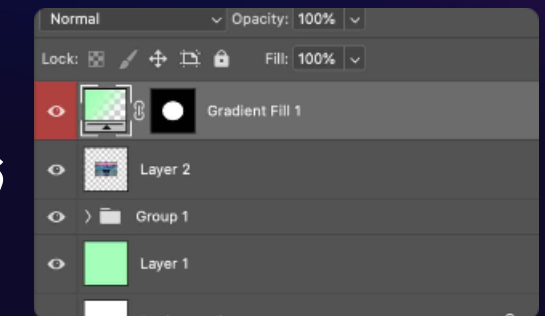 Normal Opacity: 100%
Lock: Fill: 100%
Gradient Fill 1
Layer 2
Group 1
Layer 1